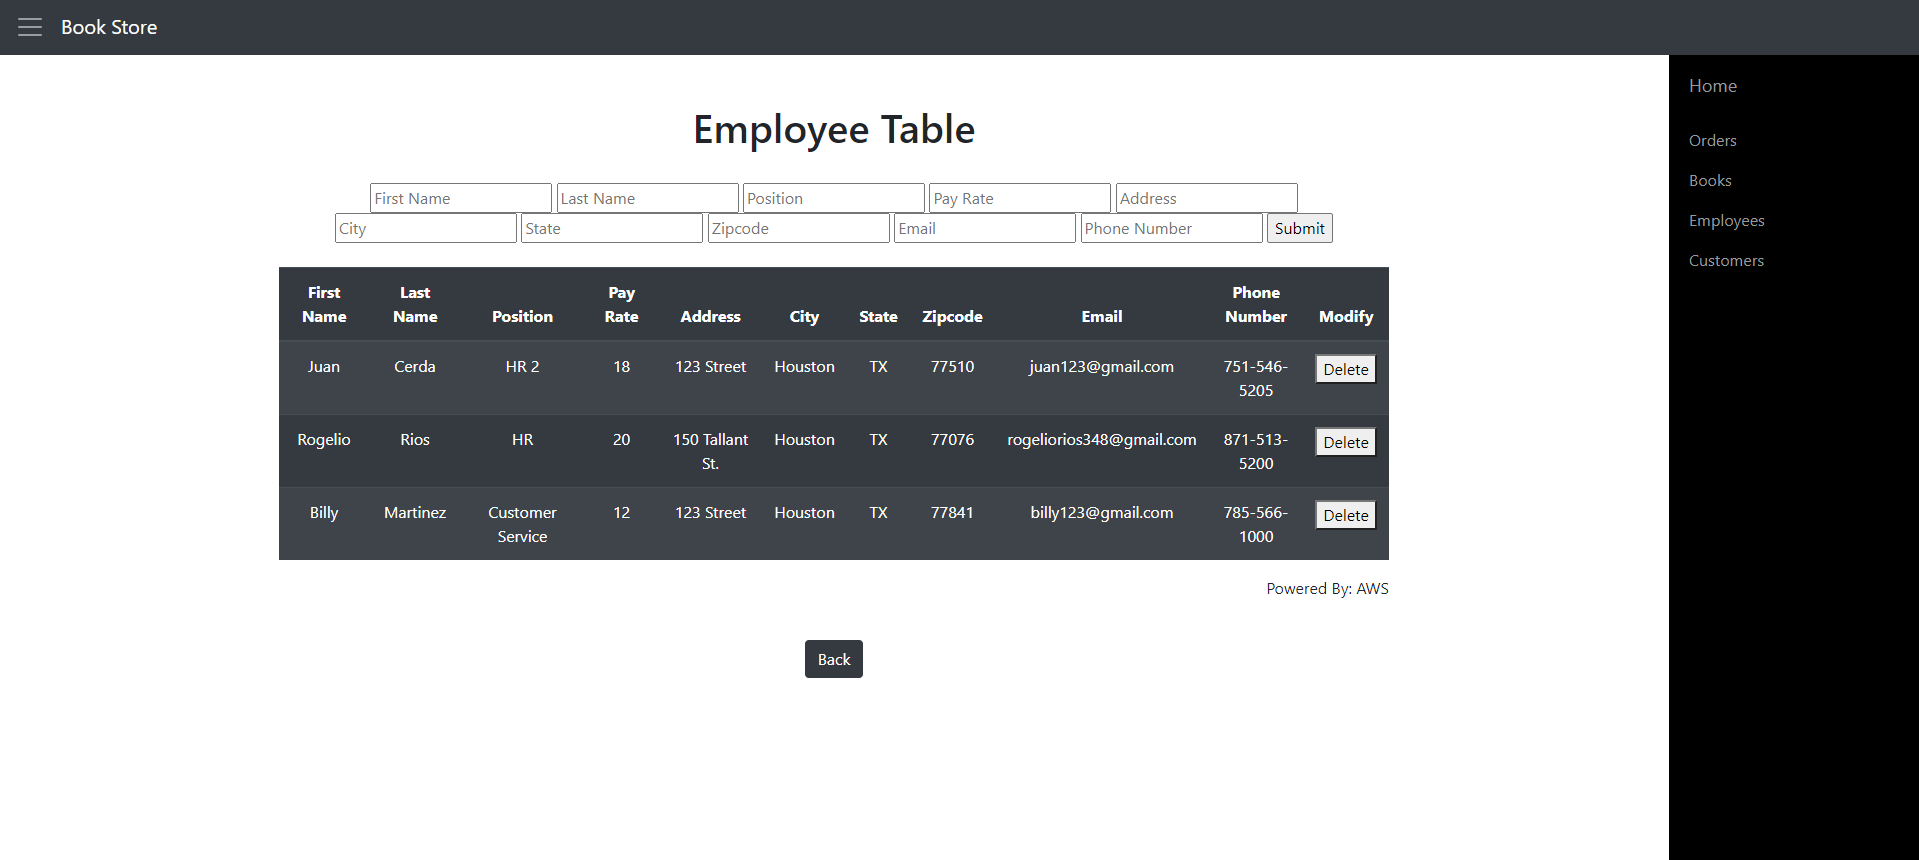 Book Store
Home
Orders
Books
Employees
Customers
Employee Table
First Name Last Name Position Pay Rate Address
City State Zipcode Email Phone Number Submit
First Name Last Name Position Pay Rate Address City State Zipcode Email Phone Number Modify
Juan Cerda HR 2 18 123 Street Houston TX 77510 juan123@gmail.com 751-546-5205 Delete
Rogelio Rios HR 20 150 Tallant St. Houston TX 77076 rogeliorios348@gmail.com 871-513-5200 Delete
Billy Martinez Customer Service 12 123 Street Houston TX 77841 billy123@gmail.com 785-566-1000 Delete
Powered By: AWS
Back